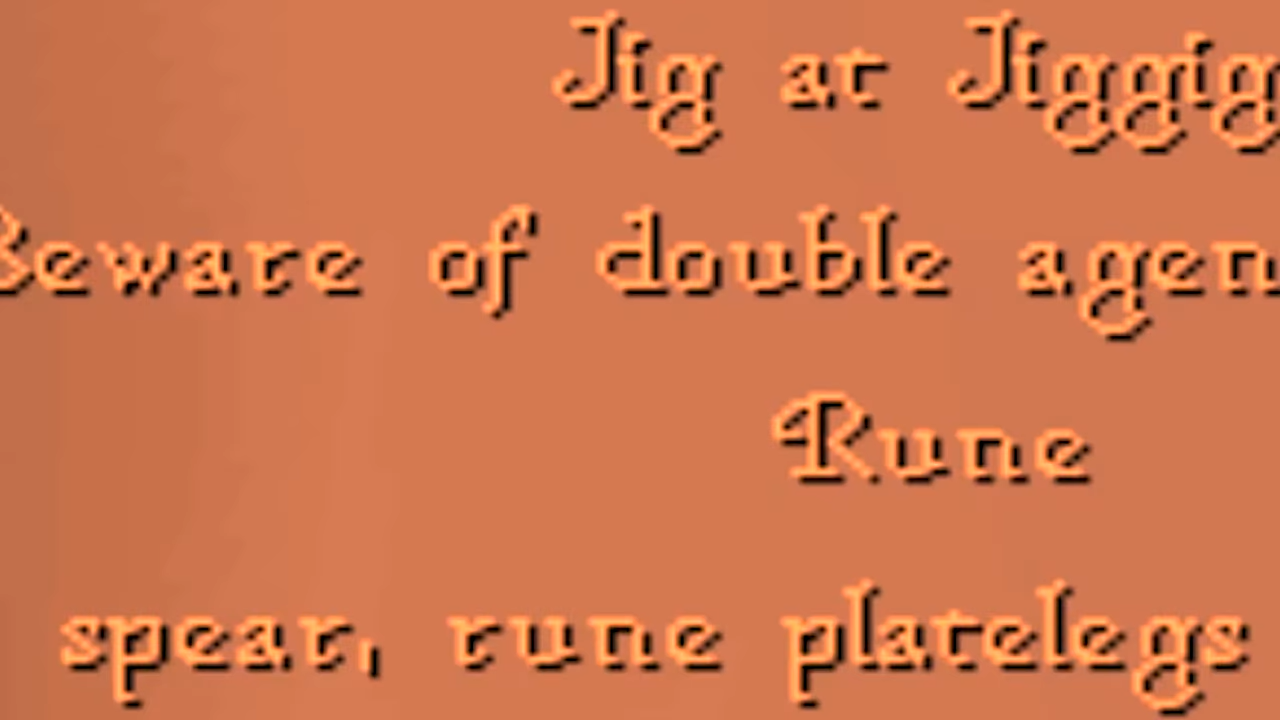 Jig at Jiggig
Beware of double agen
Rune
spear, rune platelegs